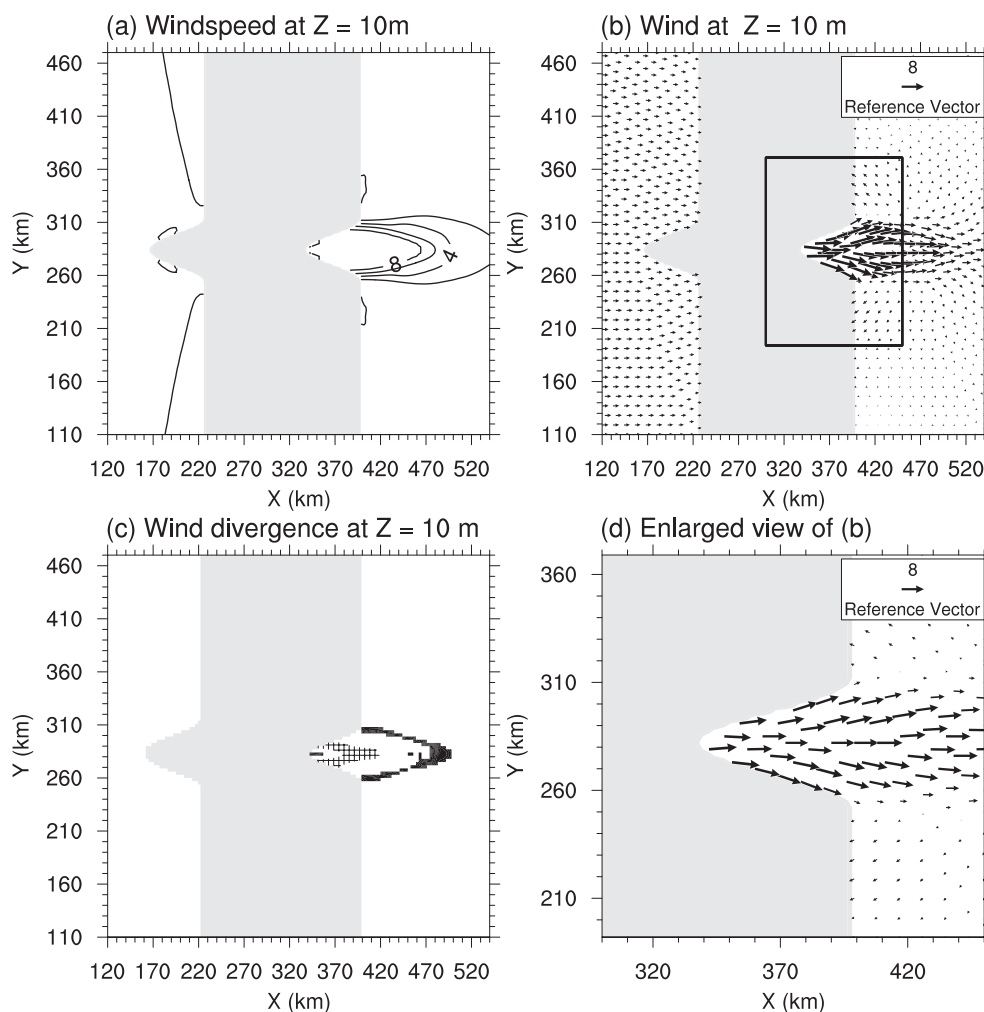 (a) Windspeed at Z = 10m
460
410
360
310
260
210
160
110
Y (km)
8
4
120 170 220 270 320 370 420 470 520
X (km)
(b) Wind at Z = 10 m
8
Reference Vector
460
410
360
310
260
210
160
110
Y (km)
120 170 220 270 320 370 420 470 520
X (km)
(c) Wind divergence at Z = 10 m
460
410
360
310
260
210
160
110
Y (km)
120 170 220 270 320 370 420 470 520
X (km)
(d) Enlarged view of (b)
8
Reference Vector
360
310
260
210
Y (km)
320 370 420
X (km)